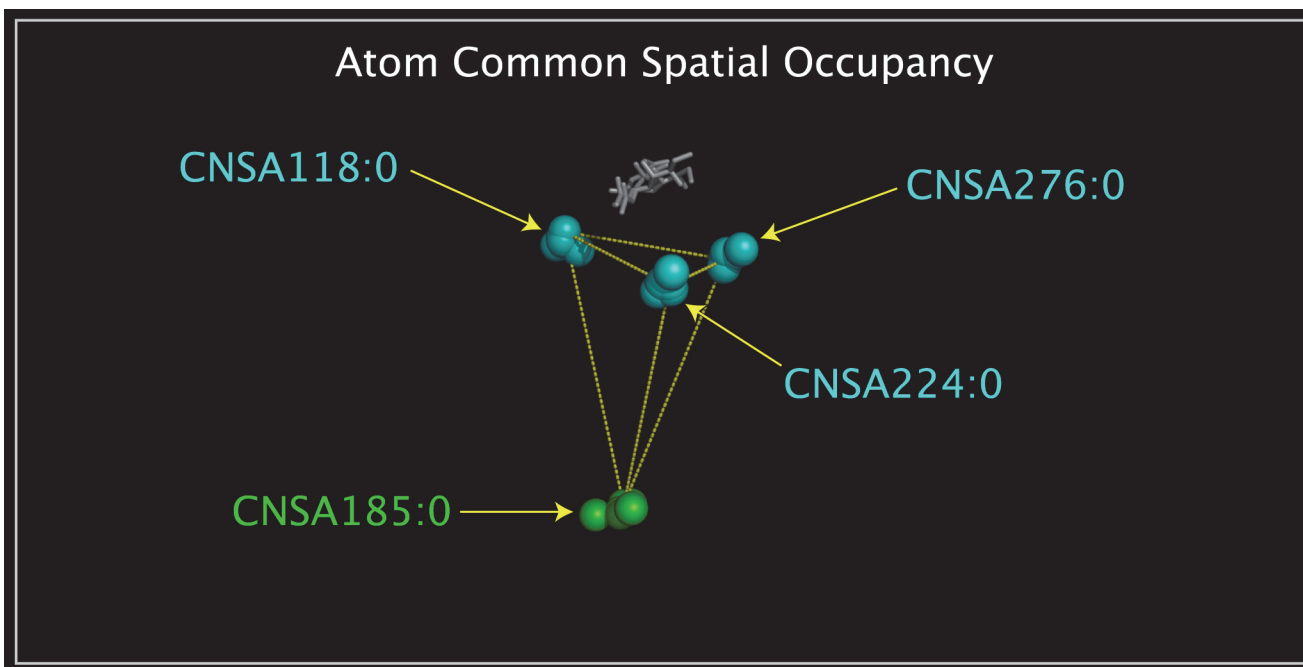 Atom Common Spatial Occupancy
CNSA118:0
CNSA276:0
CNSA224:0
CNSA185:0